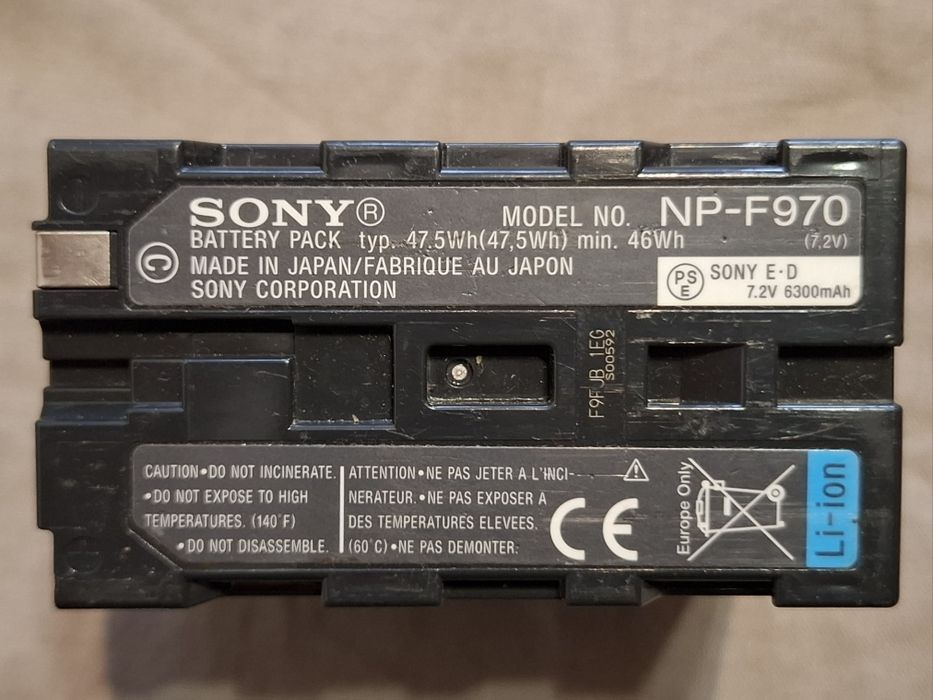 SONY®
MODEL NO. NP-F970
BATTERY PACK typ. 47.5Wh(47,5Wh) min. 46Wh (7,2V)
C MADE IN JAPAN/FABRIQUE AU JAPON
SONY CORPORATION
PS E SONY E·D
7.2V 6300mAh
F9FJB 1EG
S00592
CAUTION•DO NOT INCINERATE.
•DO NOT EXPOSE TO HIGH
TEMPERATURES. (140°F)
•DO NOT DISASSEMBLE.
ATTENTION•NE PAS JETER A L'INCI-
NERATEUR.•NE PAS EXPOSER A
DES TEMPERATURES ELEVEES.
(60°C)•NE PAS DEMONTER.
CE
Europe Only
Li-ion